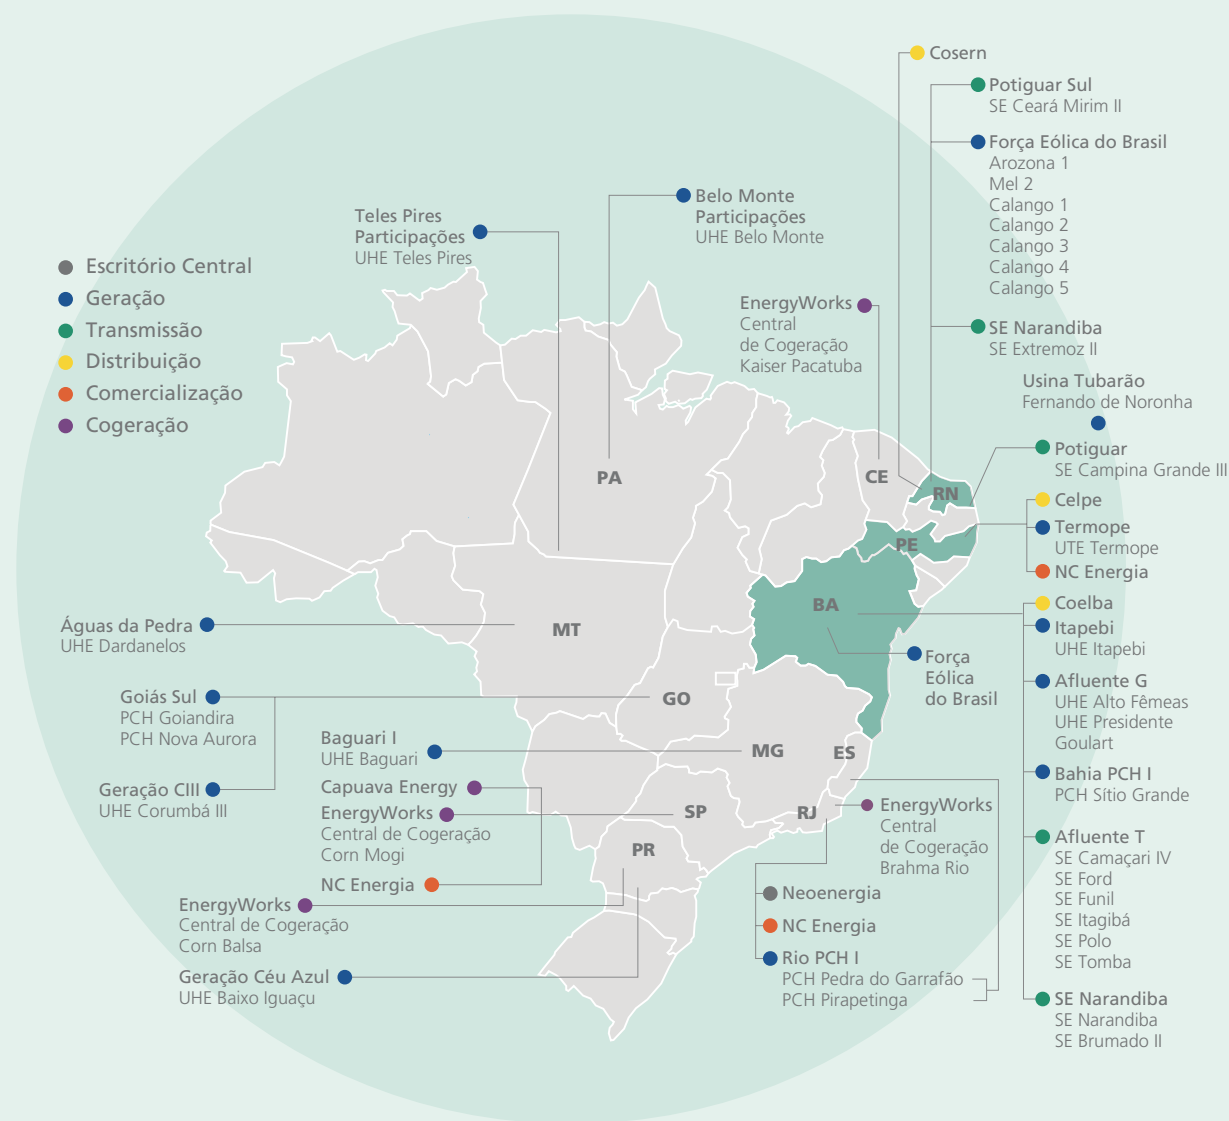 Cosern
Potiguar Sul
SE Ceará Mirim II
Força Eólica do Brasil
Arozona 1
Mel 2
Calango 1
Calango 2
Calango 3
Calango 4
Calango 5
Belo Monte
Participações
UHE Belo Monte
Teles Pires
Participações
UHE Teles Pires
Escritório Central
Geração
Transmissão
Distribuição
Comercialização
Cogeração
EnergyWorks
Central
de Cogeração
Kaiser Pacatuba
SE Narandiba
SE Extremoz II
Usina Tubarão
Fernando de Noronha
Potiguar
SE Campina Grande III
Celpe
Termope
UTE Termope
NC Energia
PA
CE
RN
PE
BA
MT
GO
MG
ES
SP
RJ
PR
Coelba
Itapebi
UHE Itapebi
Afluente G
UHE Alto Fêmeas
UHE Presidente
Goulart
Bahia PCH I
PCH Sítio Grande
Afluente T
SE Camaçari IV
SE Ford
SE Funil
SE Itagibá
SE Polo
SE Tomba
SE Narandiba
SE Narandiba
SE Brumado II
Força
Eólica
do Brasil
Águas da Pedra
UHE Dardanelos
Goiás Sul
PCH Goiandira
PCH Nova Aurora
Geração CIII
UHE Corumbá III
Baguari I
UHE Baguari
Capuava Energy
EnergyWorks
Central de Cogeração
Corn Mogi
NC Energia
EnergyWorks
Central de Cogeração
Corn Balsa
Geração Céu Azul
UHE Baixo Iguaçu
EnergyWorks
Central
de Cogeração
Brahma Rio
Neoenergia
NC Energia
Rio PCH I
PCH Pedra do Garrafão
PCH Pirapetinga